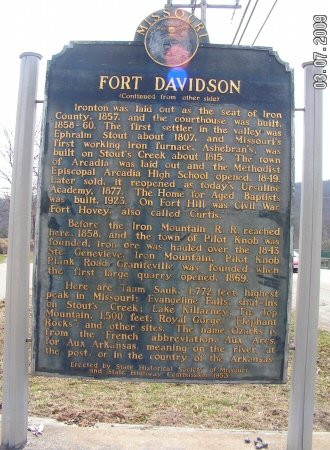 MISSOURI
FORT DAVIDSON
(Continued from other side)
Ironton was laid out as the seat of Iron
County, 1857, and the courthouse was built,
1858-60. The first settler in the valley was
Ephraim Stout about 1807, and Missouri's
first working iron furnace, Ashebran's, was
built on Stout's Creek about 1815. The town
of Arcadia was laid out and the Methodist
Episcopal Arcadia High School opened, 1849.
Later sold, it reopened as today's Ursuline
Academy, 1877. The Home for Aged Baptists
was built, 1923. On Fort Hill was Civil War
Fort Hovey, also called Curtis.
Before the Iron Mountain R. R. reached
here, 1858, and the town of Pilot Knob was
founded, iron ore was hauled over the 1843
Ste. Genevieve, Iron Mountain, Pilot Knob
Plank Road. Graniteville was founded when
the first large quarry opened, 1869.
Here are Taum Sauk, 1,772 feet, highest
peak in Missouri; Evangeline Falls, shut-ins
on Stout's Creek; Lake Killarney; Tip Top
Mountain, 1,500 feet; Royal Gorge; Elephant
Rocks; and other sites. The name Ozarks is
from the French abbreviation, Aux Arcs,
for Aux Arkansas, meaning on the river, at
the post, or in the country of the Arkansas.
Erected by State Historical Society of Missouri
and State Highway Commission, 1953
03.07.2009